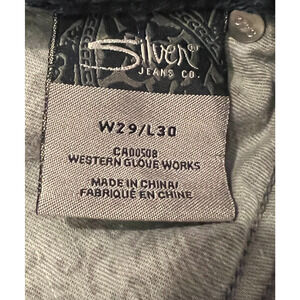 Silver®
JEANS CO.
W29/L30
CA00508
WESTERN GLOVE WORKS
MADE IN CHINA/
FABRIQUÉ EN CHINE